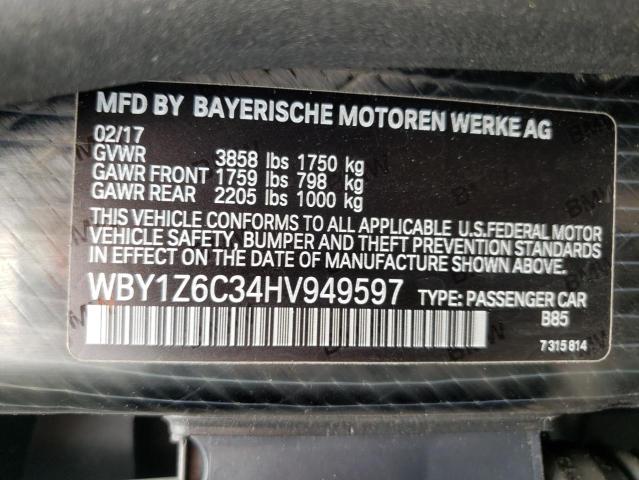 MFD BY BAYERISCHE MOTOREN WERKE AG
02/17
GVWR 3858 lbs 1750 kg
GAWR FRONT 1759 lbs 798 kg
GAWR REAR 2205 lbs 1000 kg
THIS VEHICLE CONFORMS TO ALL APPLICABLE U.S.FEDERAL MOTOR
VEHICLE SAFETY, BUMPER AND THEFT PREVENTION STANDARDS
IN EFFECT ON THE DATE OF MANUFACTURE SHOWN ABOVE.
WBY1Z6C34HV949597 TYPE: PASSENGER CAR
B85
7 315 814